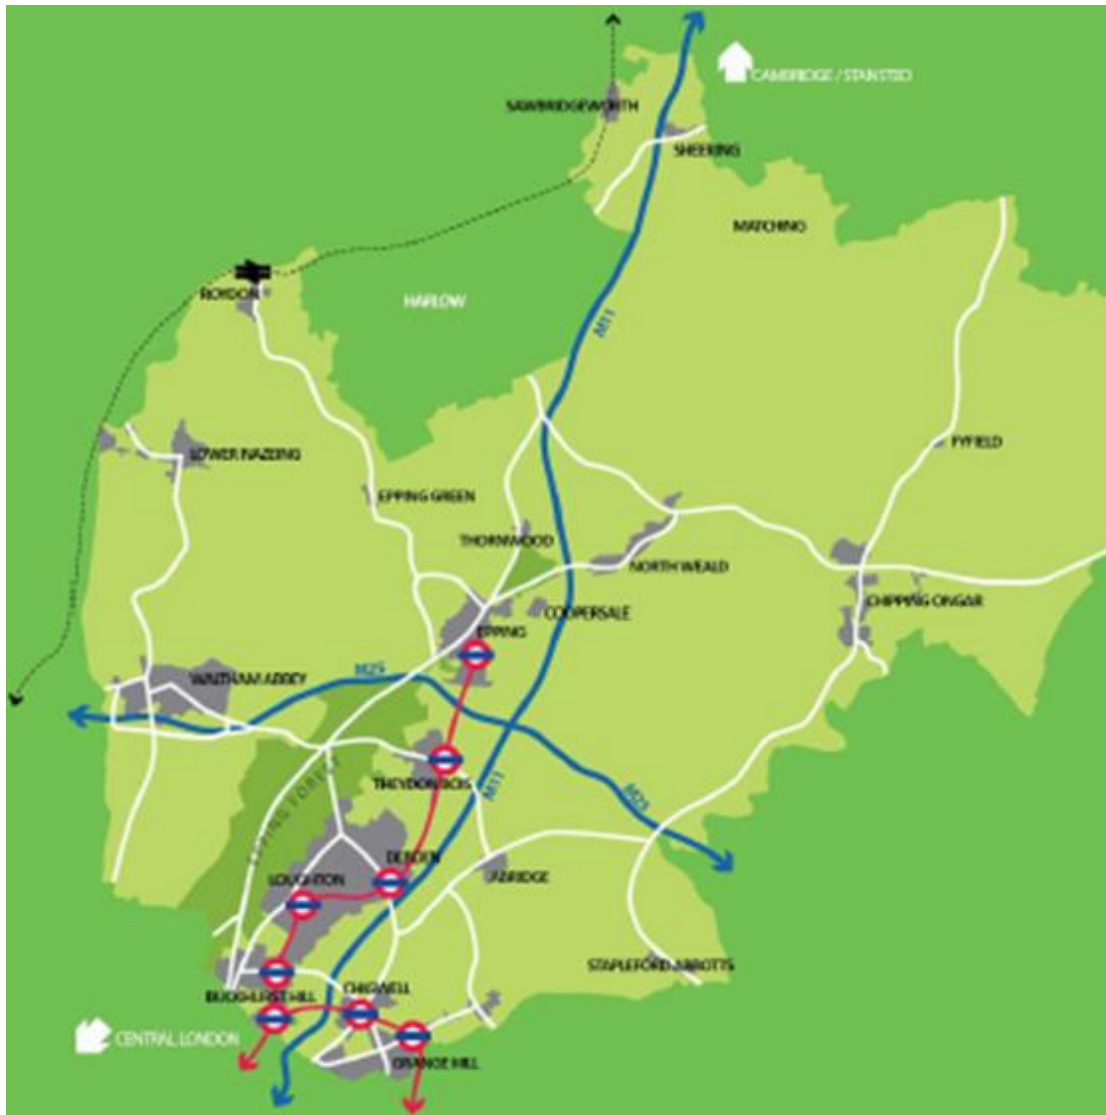 CAMBRIDGE / STANSTED
SAWBRIDGEWORTH
SHEERING
MATCHING
ROYDON
HARLOW
M11
LOWER NAZEING
FYFIELD
EPPING GREEN
THORNWOOD
NORTH WEALD
CHIPPING ONGAR
COOPERSALE
EPPING
M25
WALTHAM ABBEY
THEYDON BOIS
M11
M25
EPPING FOREST
DEBDEN
LOUGHTON
ABRIDGE
STAPLEFORD ABBOTTS
BUCKHURST HILL
CHIGWELL
CENTRAL LONDON
GRANGE HILL